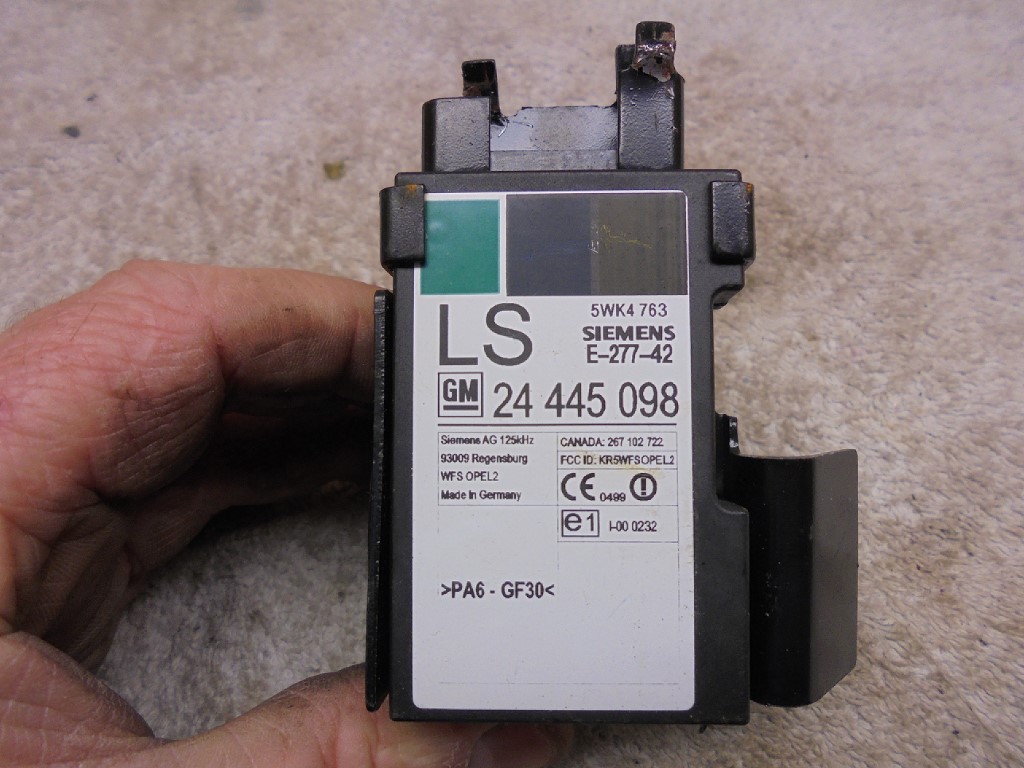 LS
5WK4 763
SIEMENS
E-277-42
GM 24 445 098
Siemens AG 125kHz
93009 Regensburg
WFS OPEL2
Made in Germany
CANADA: 267 102 722
FCC ID: KR5WFSOPEL2
CE 0499
e1 I-00 0232
>PA6 - GF30<